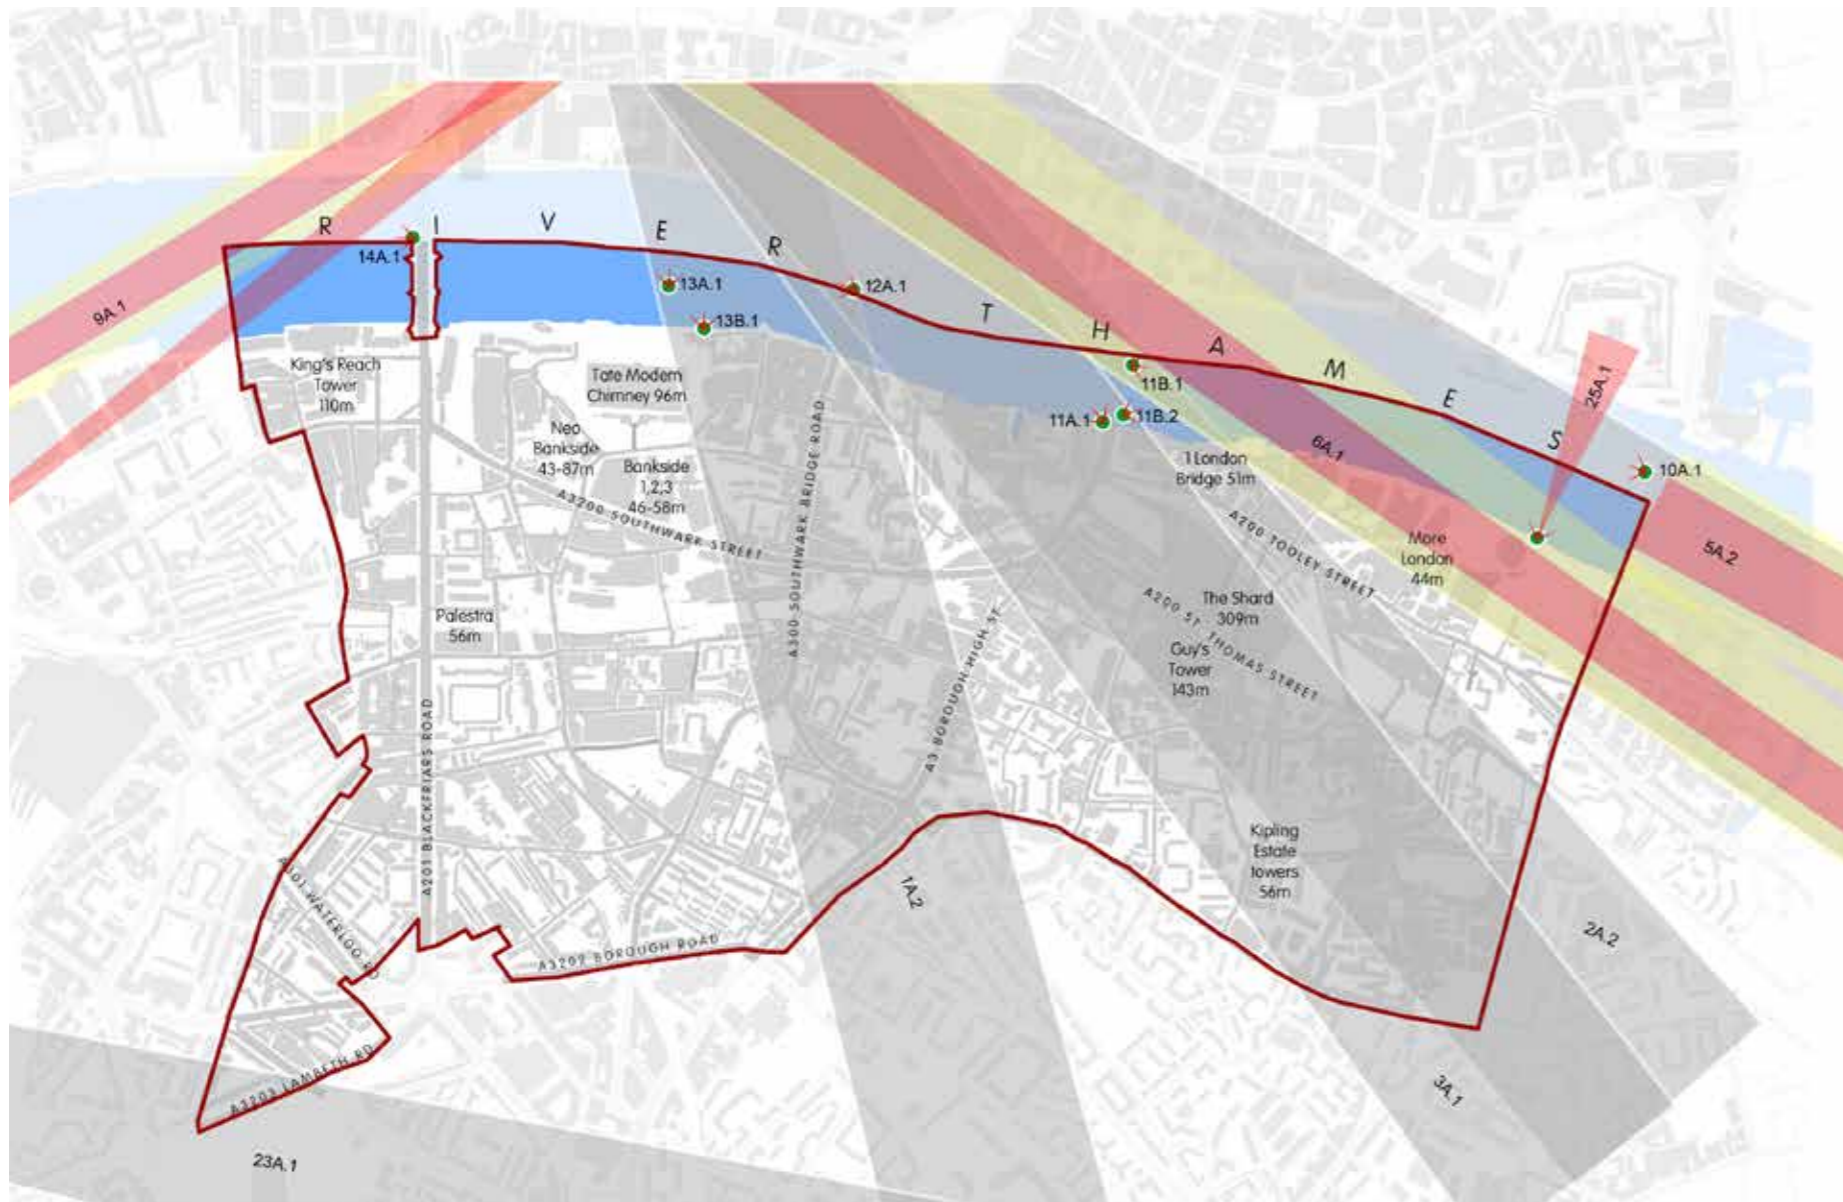 R I V E R T H A M E S
14A.1
13A.1
12A.1
9A.1
13B.1
King's Reach
Tower
110m
Tate Modern
Chimney 96m
11B.1
25A.1
11A.1
11B.2
Neo
Bankside
43-87m
Bankside
1,2,3
46-58m
6A.1
1 London
Bridge 51m
10A.1
A3200 SOUTHWARK STREET
A300 SOUTHWARK BRIDGE ROAD
A200 TOOLEY STREET
More
London
44m
5A.2
Palestra
56m
The Shard
309m
A200 ST. THOMAS STREET
Guy's
Tower
143m
A3 BOROUGH HIGH ST.
A201 BLACKFRIARS ROAD
Kipling
Estate
towers
56m
1A.2
A301 WATERLOO RD
2A.2
A3202 BOROUGH ROAD
A3203 LAMBETH RD
3A.1
23A.1